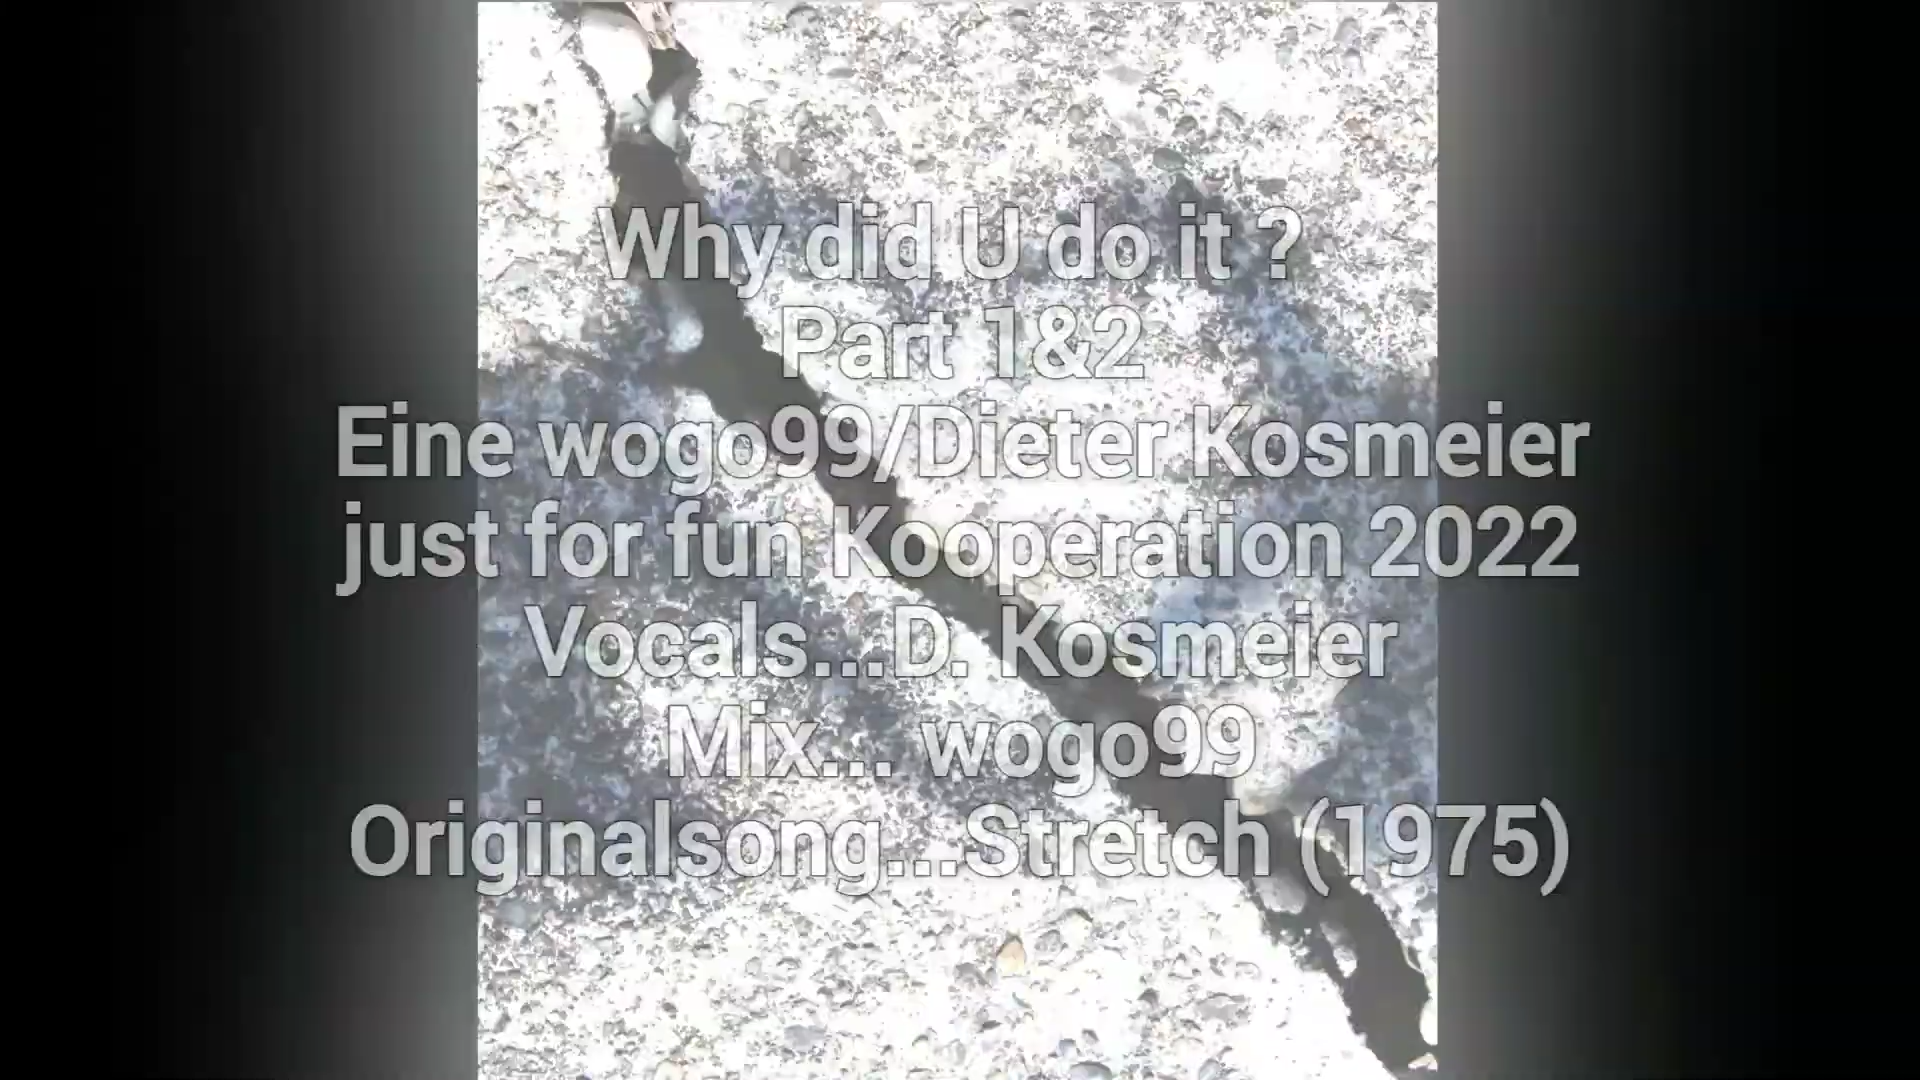 Why did U do it ?
Part 1&2
Eine wogo99/Dieter Kosmeier
just for fun Kooperation 2022
Vocals...D. Kosmeier
Mix... wogo99
Originalsong...Stretch (1975)